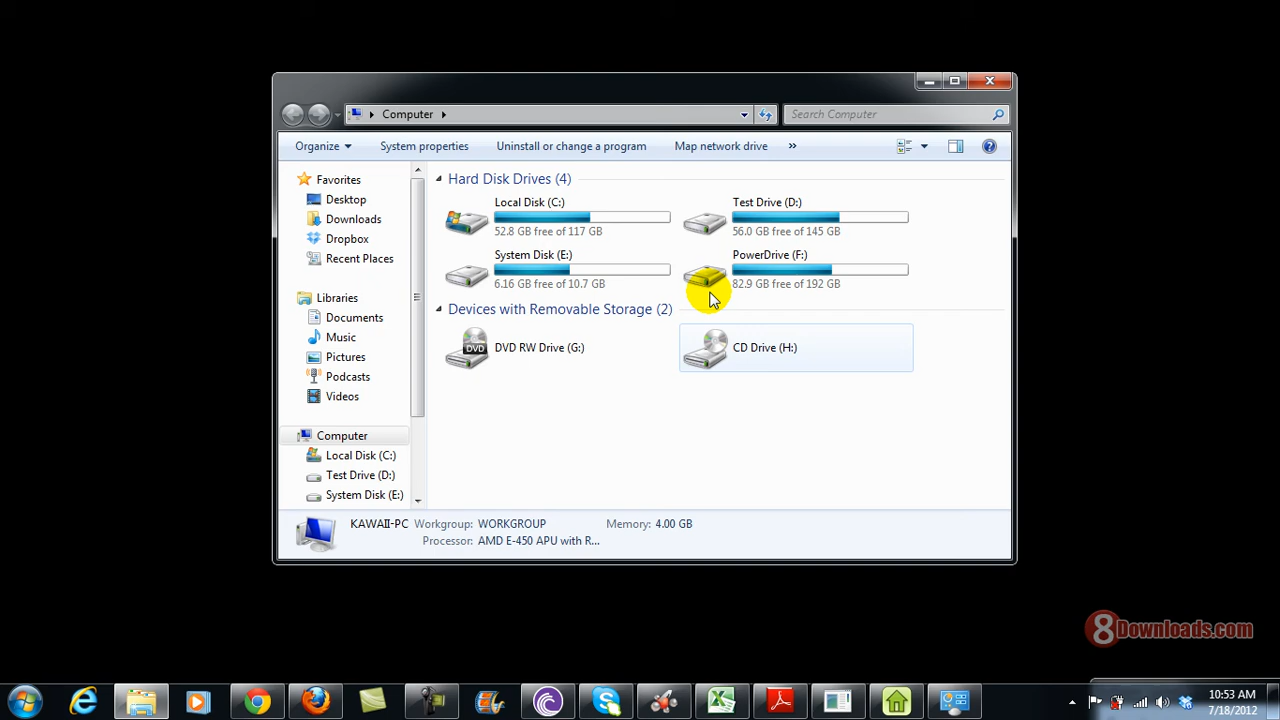 Computer
Search Computer
Organize
System properties
Uninstall or change a program
Map network drive
»
Favorites
Desktop
Downloads
Dropbox
Recent Places
Libraries
Documents
Music
Pictures
Podcasts
Videos
Computer
Local Disk (C:)
Test Drive (D:)
System Disk (E:)
Hard Disk Drives (4)
Local Disk (C:)
52.8 GB free of 117 GB
Test Drive (D:)
56.0 GB free of 145 GB
System Disk (E:)
6.16 GB free of 10.7 GB
PowerDrive (F:)
82.9 GB free of 192 GB
Devices with Removable Storage (2)
DVD
DVD RW Drive (G:)
CD Drive (H:)
KAWAII-PC
Workgroup: WORKGROUP
Memory: 4.00 GB
Processor: AMD E-450 APU with R...
8Downloads.com
10:53 AM
7/18/2012